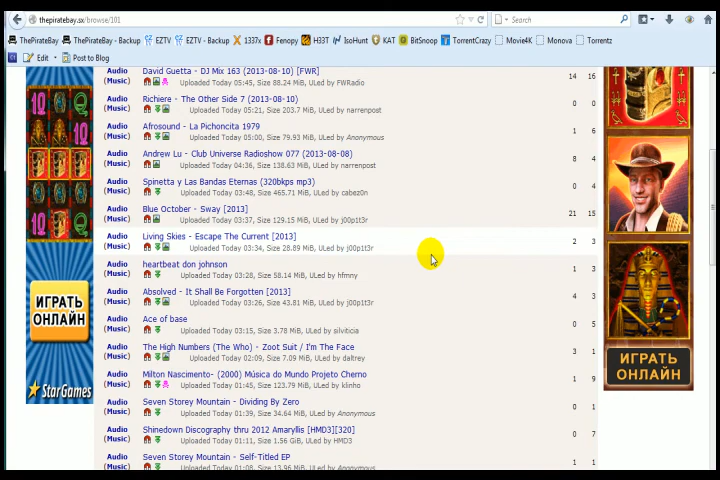 thepiratebay.sx/browse/101
Search
ThePirateBay ThePirateBay - Backup EZTV EZTV - Backup 1337x Fenopy H33T IsoHunt KAT BitSnoop TorrentCrazy Movie4K Monova Torrentz
Edit Post to Blog
Audio David Guetta - DJ Mix 163 (2013-08-10) [FWR]
(Music) Uploaded Today 05:45, Size 88.24 MiB, ULed by FWRadio 14 16
Audio Richiere - The Other Side 7 (2013-08-10)
(Music) Uploaded Today 05:21, Size 203.7 MiB, ULed by narrenpost 0 0
Audio Afrosound - La Pichoncita 1979
(Music) Uploaded Today 05:00, Size 79.93 MiB, ULed by Anonymous 1 6
Audio Andrew Lu - Club Universe Radioshow 077 (2013-08-08)
(Music) Uploaded Today 04:36, Size 138.63 MiB, ULed by narrenpost 8 4
Audio Spinetta y Las Bandas Eternas (320bkps mp3)
(Music) Uploaded Today 03:48, Size 465.71 MiB, ULed by cabez0n 0 4
Audio Blue October - Sway [2013]
(Music) Uploaded Today 03:37, Size 129.15 MiB, ULed by j00p1t3r 21 15
Audio Living Skies - Escape The Current [2013]
(Music) Uploaded Today 03:34, Size 28.89 MiB, ULed by j00p1t3r 2 3
Audio heartbeat don johnson
(Music) Uploaded Today 03:28, Size 58.14 MiB, ULed by hfmny 1 3
Audio Absolved - It Shall Be Forgotten [2013]
(Music) Uploaded Today 03:26, Size 43.81 MiB, ULed by j00p1t3r 4 3
Audio Ace of base
(Music) Uploaded Today 03:15, Size 3.78 MiB, ULed by silviticia 0 5
Audio The High Numbers (The Who) - Zoot Suit / I'm The Face
(Music) Uploaded Today 02:09, Size 7.09 MiB, ULed by daltrey 3 1
Audio Milton Nascimento- (2000) Música do Mundo Projeto Cherno
(Music) Uploaded Today 01:45, Size 123.79 MiB, ULed by klinho 1 9
Audio Seven Storey Mountain - Dividing By Zero
(Music) Uploaded Today 01:39, Size 34.64 MiB, ULed by Anonymous 0 1
Audio Shinedown Discography thru 2012 Amaryllis [HMD3][320]
(Music) Uploaded Today 01:11, Size 1.56 GiB, ULed by HMD3 0 7
Audio Seven Storey Mountain - Self-Titled EP
(Music) Uploaded Today 01:08, Size 13.96 MiB, ULed by Anonymous 1 1
ИГРАТЬ
ОНЛАЙН
StarGames
ИГРАТЬ
ОНЛАЙН